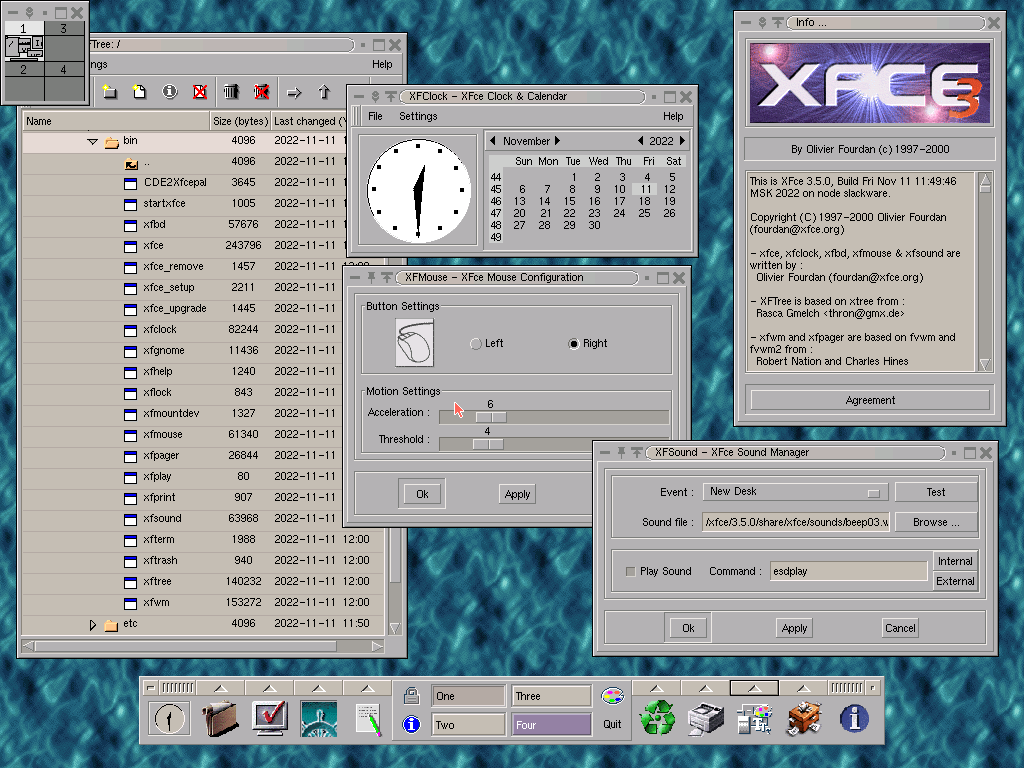 1
3
2
4
Tree: /
ngs
Help
Name
Size (bytes)
Last changed
bin
4096
2022-11-11
..
4096
2022-11-11
CDE2Xfcepal
3645
2022-11-11
startxfce
1005
2022-11-11
xfbd
57676
2022-11-11
xfce
243796
2022-11-11
xfce_remove
1457
2022-11-11
xfce_setup
2211
2022-11-11
xfce_upgrade
1445
2022-11-11
xfclock
82244
2022-11-11
xfgnome
11436
2022-11-11
xfhelp
1240
2022-11-11
xflock
843
2022-11-11
xfmountdev
1327
2022-11-11
xfmouse
61340
2022-11-11
xfpager
26844
2022-11-11
xfplay
80
2022-11-11
xfprint
907
2022-11-11
xfsound
63968
2022-11-11
xfterm
1988
2022-11-11 12:00
xftrash
940
2022-11-11 12:00
xftree
140232
2022-11-11 12:00
xfwm
153272
2022-11-11 12:00
etc
4096
2022-11-11 11:50
XFClock - XFce Clock & Calendar
File Settings Help
November 2022
Sun Mon Tue Wed Thu Fri Sat
44 1 2 3 4 5
45 6 7 8 9 10 11 12
46 13 14 15 16 17 18 19
47 20 21 22 23 24 25 26
48 27 28 29 30
49
XFMouse - XFce Mouse Configuration
Button Settings
Left
Right
Motion Settings
6
Acceleration :
4
Threshold :
Ok
Apply
Info ...
XFCE 3
By Olivier Fourdan (c) 1997-2000
This is XFce 3.5.0, Build Fri Nov 11 11:49:46
MSK 2022 on node slackware.
Copyright (C) 1997-2000 Olivier Fourdan
(fourdan@xfce.org)
- xfce, xfclock, xfbd, xfmouse & xfsound are
written by :
Olivier Fourdan (fourdan@xfce.org)
- XFTree is based on xtree from :
Rasca Gmelch <thron@gmx.de>
- xfwm and xfpager are based on fvwm and
fvwm2 from :
Robert Nation and Charles Hines
Agreement
XFSound - XFce Sound Manager
Event :
New Desk
Test
Sound file :
/xfce/3.5.0/share/xfce/sounds/beep03.w
Browse ...
Play Sound
Command :
esdplay
Internal
External
Ok
Apply
Cancel
One
Three
Two
Four
Quit